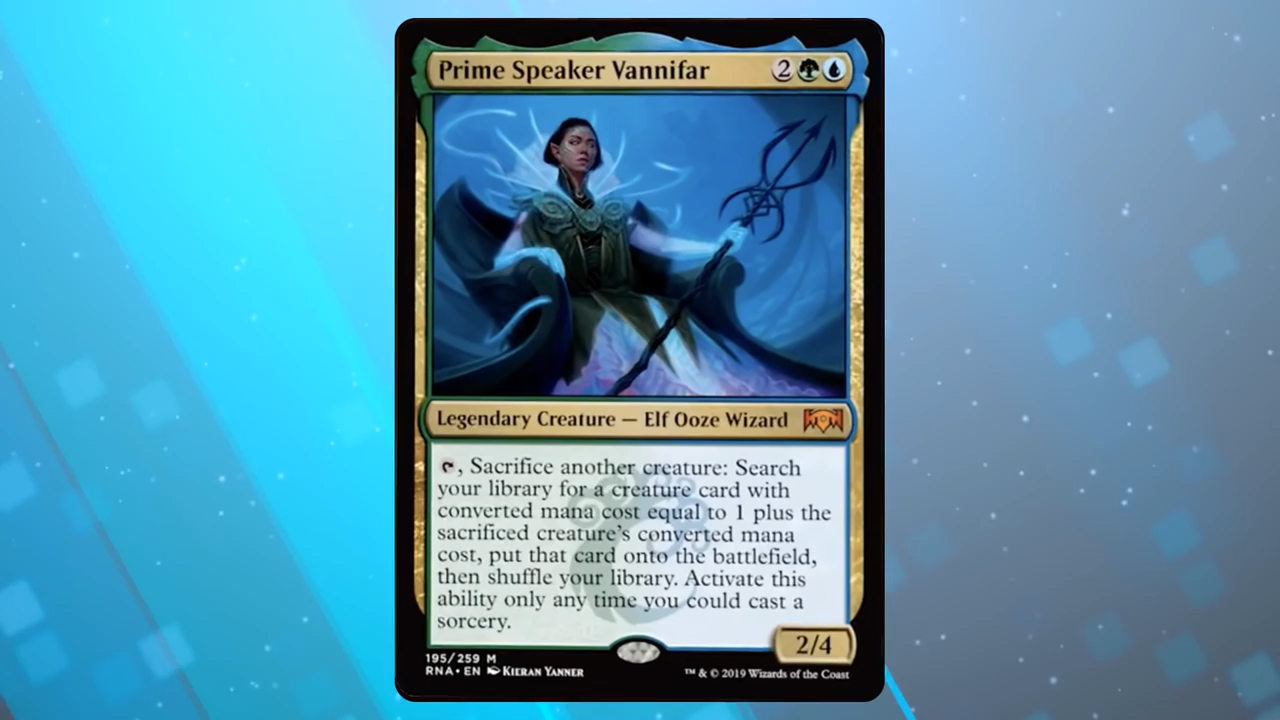 Prime Speaker Vannifar 2
Legendary Creature — Elf Ooze Wizard
, Sacrifice another creature: Search
your library for a creature card with
converted mana cost equal to 1 plus the
sacrificed creature's converted mana
cost, put that card onto the battlefield,
then shuffle your library. Activate this
ability only any time you could cast a
sorcery.
2/4
195/259 M
RNA • EN KIERAN YANNER
™ & © 2019 Wizards of the Coast